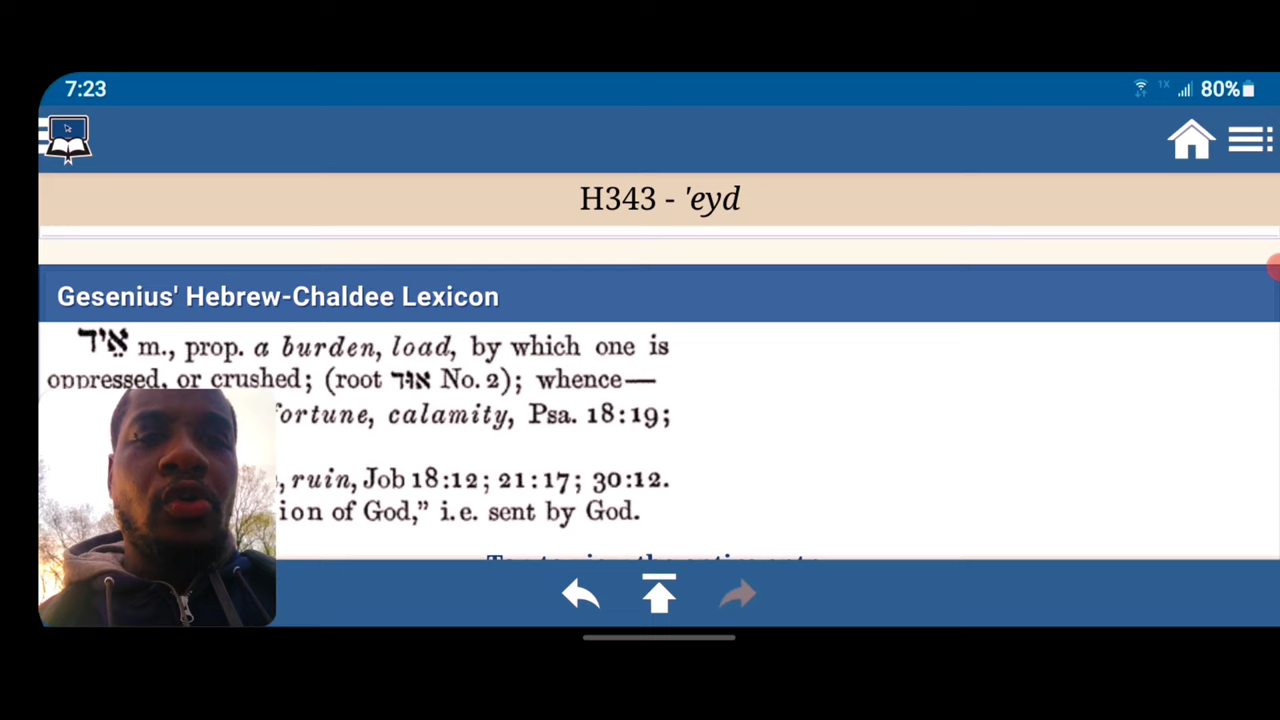 7:23
1X 80%
H343 - 'eyd
Gesenius' Hebrew-Chaldee Lexicon
אֵיד m., prop. a burden, load, by which one is
oppressed, or crushed; (root אוּד No. 2); whence—
fortune, calamity, Psa. 18:19;
, ruin, Job 18:12; 21:17; 30:12.
ion of God,” i.e. sent by God.